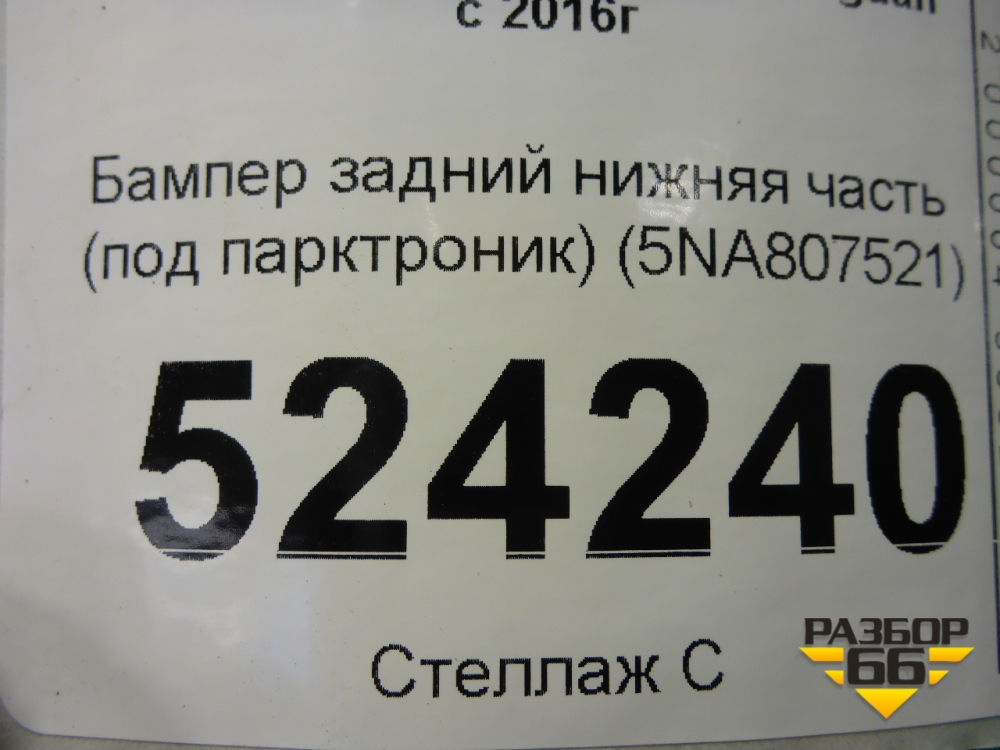 с 2016г
Бампер задний нижняя часть
(под парктроник) (5NA807521)
524240
Стеллаж С
РАЗБОР
66